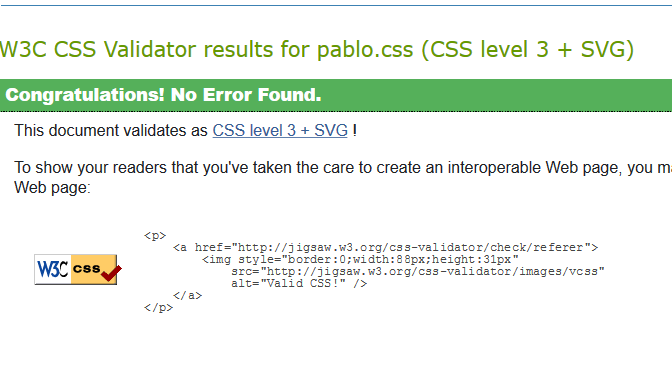 W3C CSS Validator results for pablo.css (CSS level 3 + SVG)
Congratulations! No Error Found.
This document validates as CSS level 3 + SVG !
To show your readers that you've taken the care to create an interoperable Web page, you
Web page:
<p>
<a href="http://jigsaw.w3.org/css-validator/check/referer">
<img style="border:0;width:88px;height:31px"
src="http://jigsaw.w3.org/css-validator/images/vcss"
alt="Valid CSS!" />
</a>
</p>
W3C css